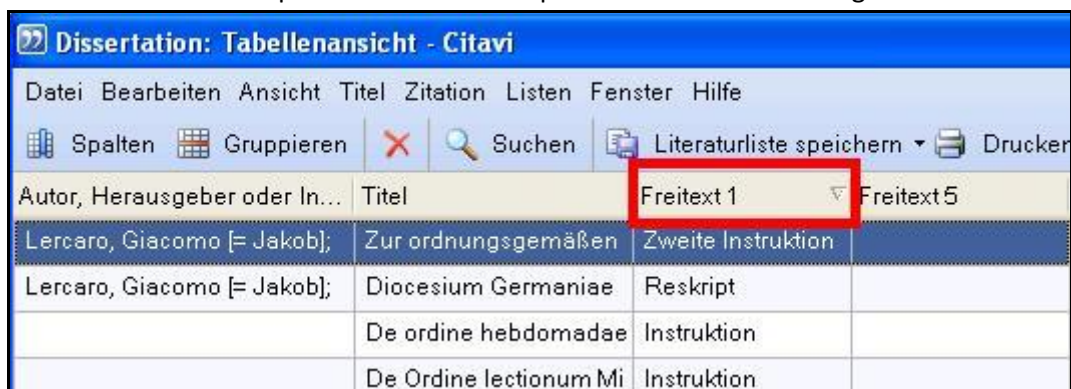 Dissertation: Tabellenansicht - Citavi
Datei Bearbeiten Ansicht Titel Zitation Listen Fenster Hilfe
Spalten Gruppieren Suchen Literaturliste speichern Drucken
Autor, Herausgeber oder In... Titel Freitext 1 Freitext 5
Lercaro, Giacomo [= Jakob]; Zur ordnungsgemäßen Zweite Instruktion
Lercaro, Giacomo [= Jakob]; Diocesium Germaniae Reskript
De ordine hebdomadae Instruktion
De Ordine lectionum Mi Instruktion